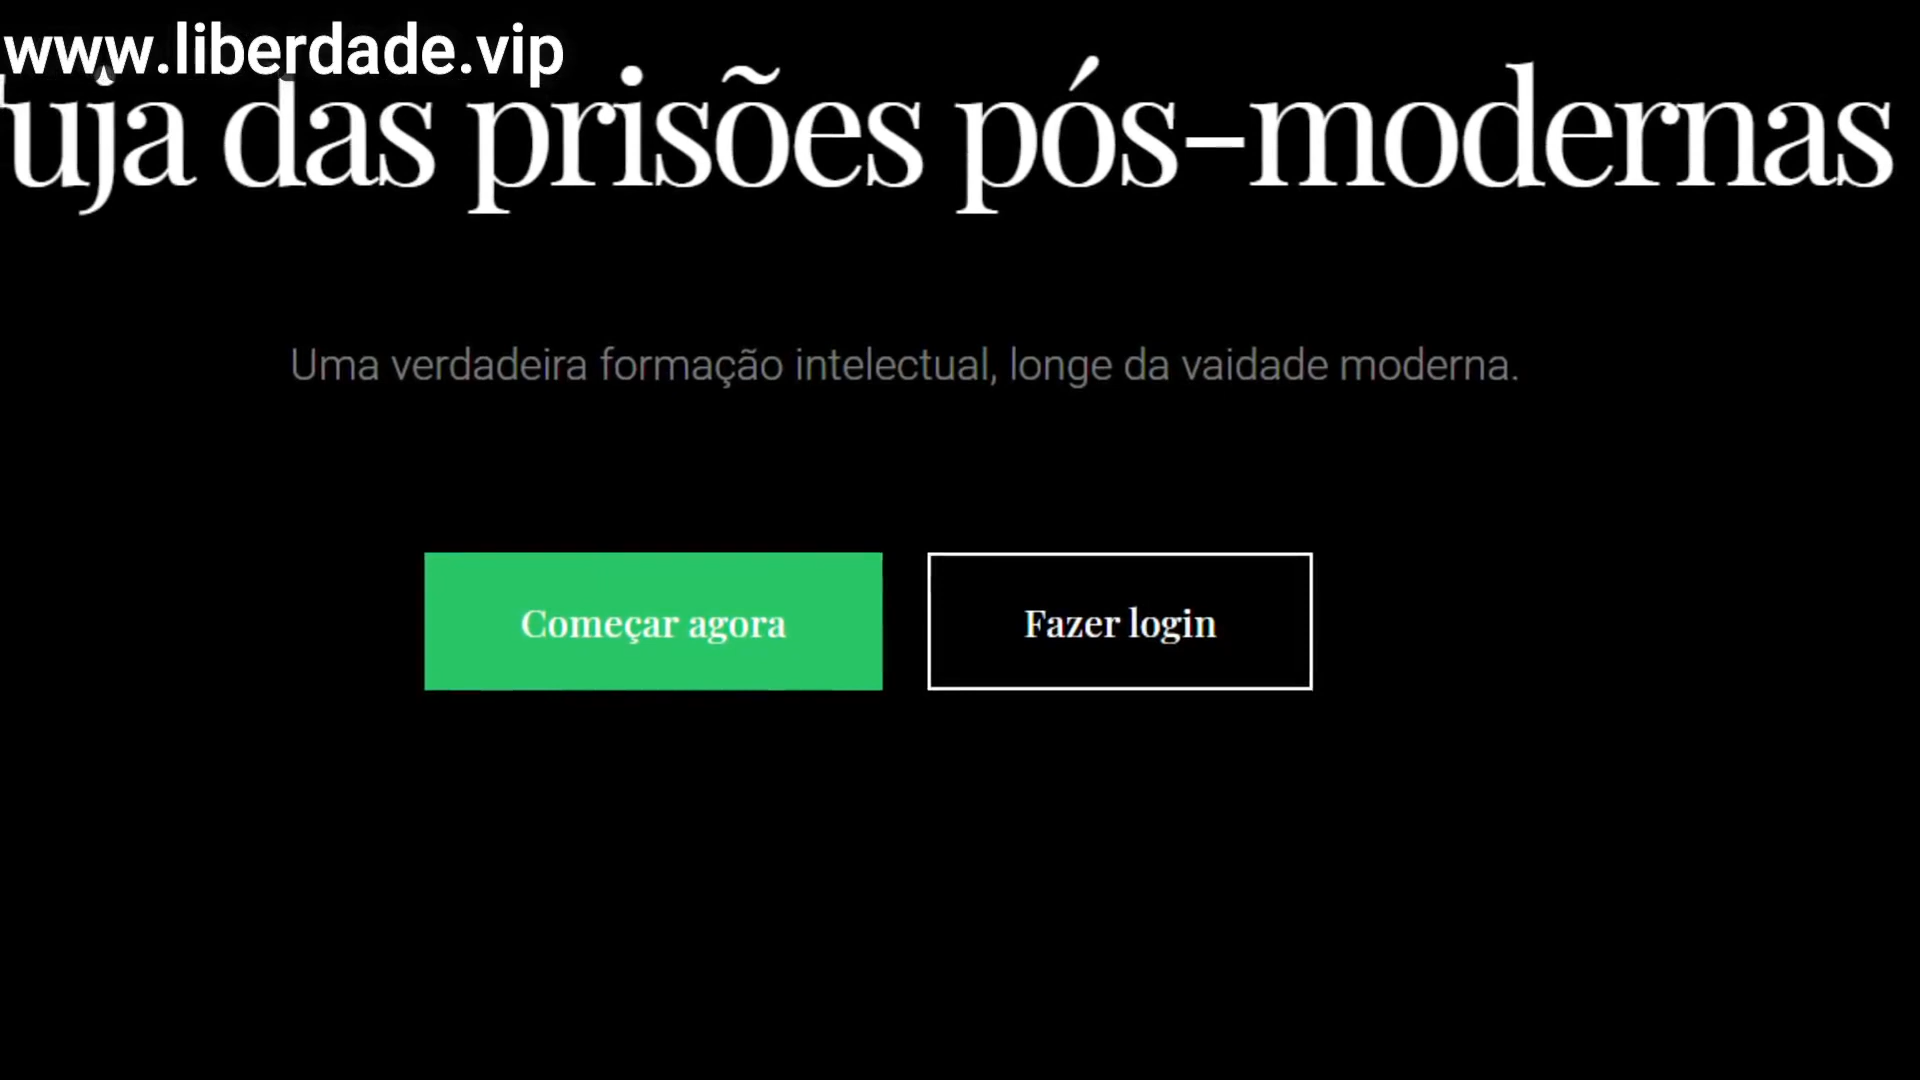 www.liberdade.vip
das prisões pós-modernas
Uma verdadeira formação intelectual, longe da vaidade moderna.
Começar agora
Fazer login